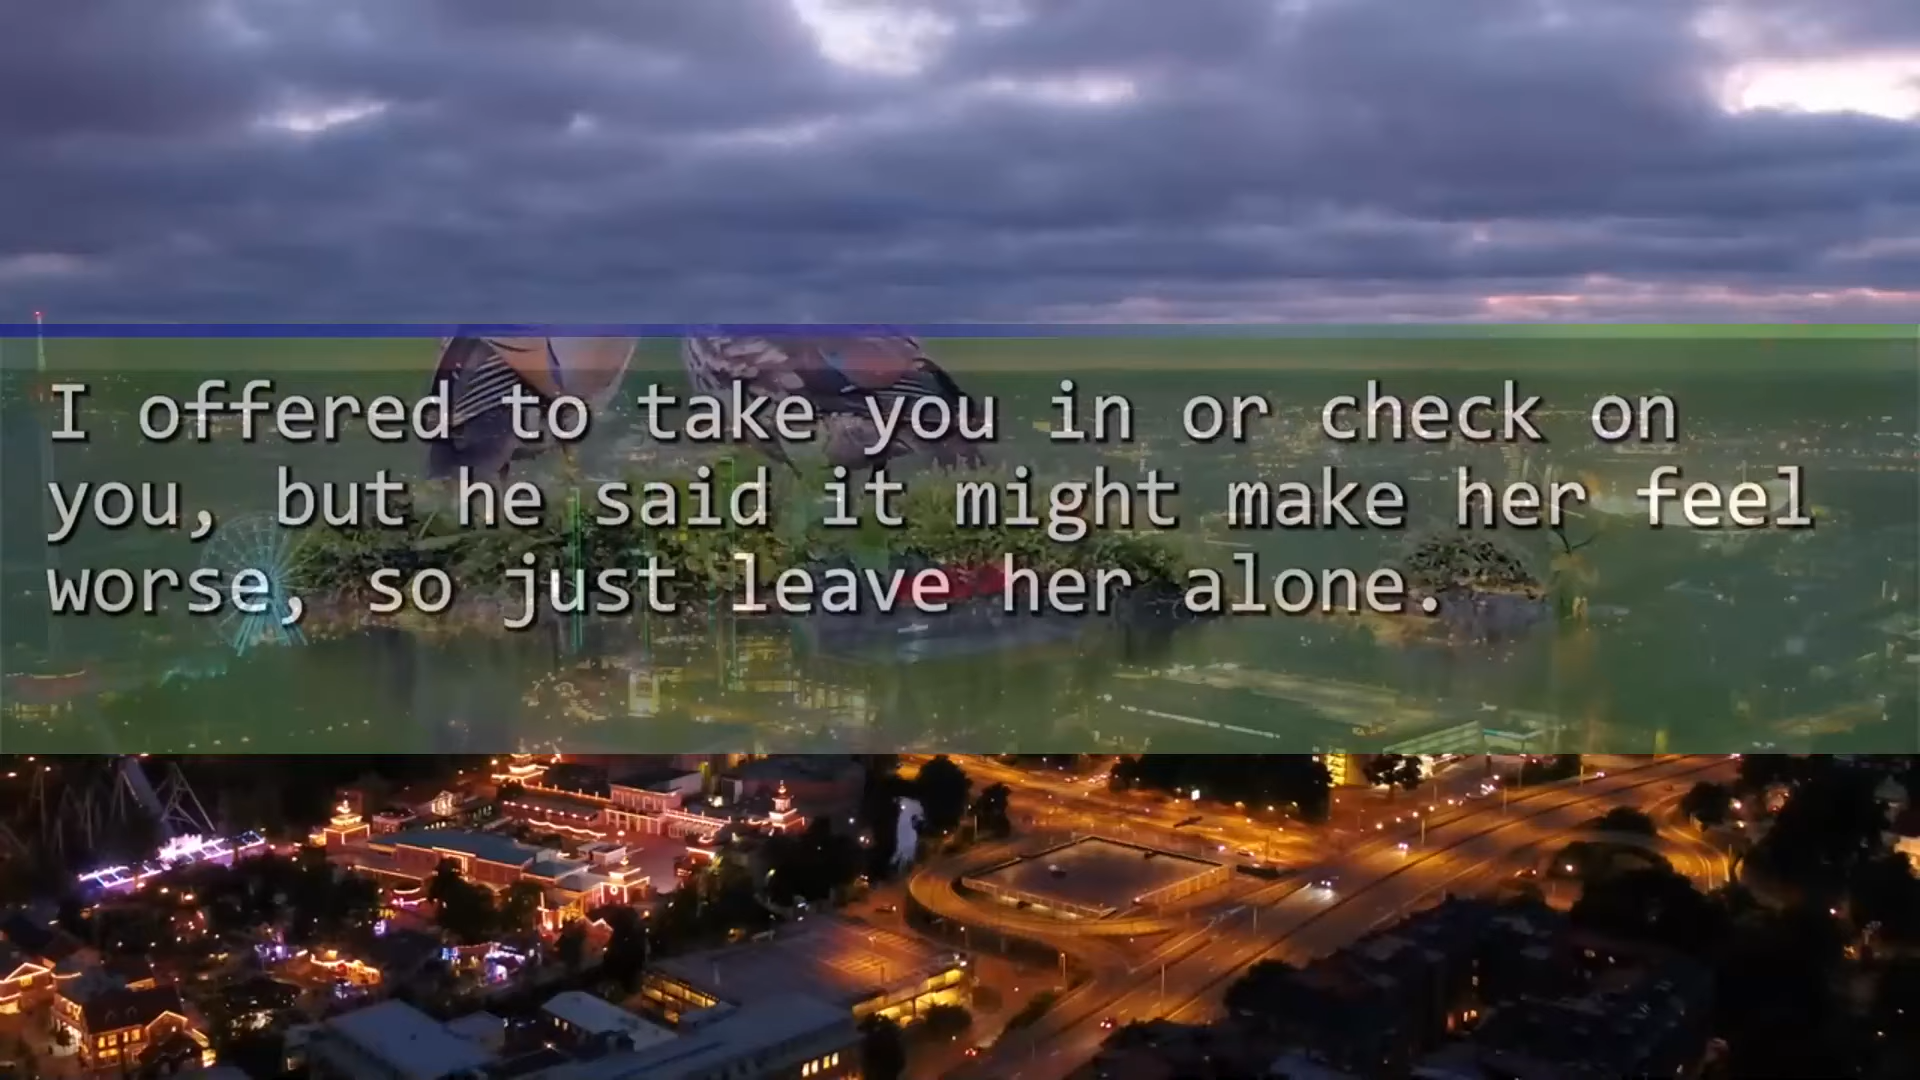 I offered to take you in or check on
you, but he said it might make her feel
worse, so just leave her alone.